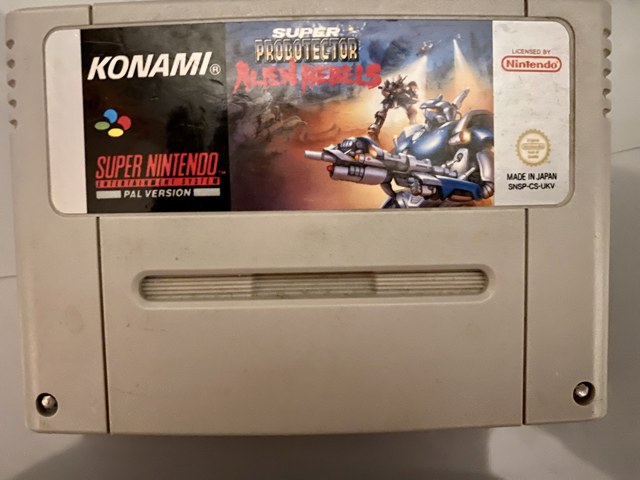 KONAMI®
SUPER
PROBOTECTOR
ALIEN REBELS
SUPER NINTENDO™
ENTERTAINMENT SYSTEM
PAL VERSION
LICENSED BY
Nintendo®
MADE IN JAPAN
SNSP-CS-UKV